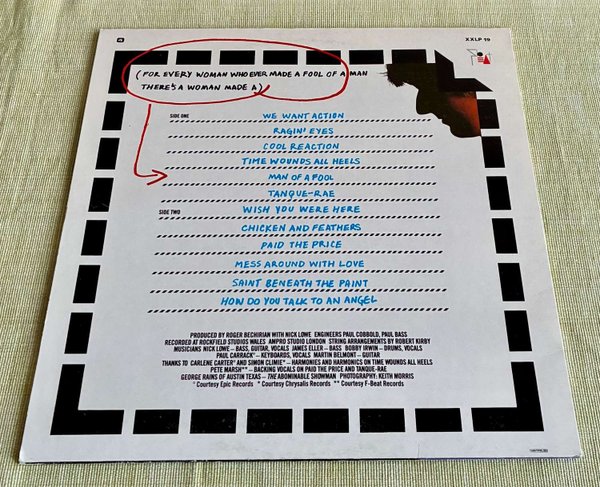 XXLP 19
(FOR EVERY WOMAN WHO EVER MADE A FOOL OF A MAN
THERE'S A WOMAN MADE A)
SIDE ONE
WE WANT ACTION
RAGIN' EYES
COOL REACTION
TIME WOUNDS ALL HEELS
MAN OF A FOOL
TANQUE-RAE
SIDE TWO
WISH YOU WERE HERE
CHICKEN AND FEATHERS
PAID THE PRICE
MESS AROUND WITH LOVE
SAINT BENEATH THE PAINT
HOW DO YOU TALK TO AN ANGEL
PRODUCED BY ROGER BECHIRIAN WITH NICK LOWE ENGINEERS PAUL COBBOLD, PAUL BASS
RECORDED AT ROCKFIELD STUDIOS WALES AMPRO STUDIO LONDON STRING ARRANGEMENTS BY ROBERT KIRBY
MUSICIANS NICK LOWE – BASS, GUITAR, VOCALS JAMES ELLER – BASS BOBBY IRWIN – DRUMS, VOCALS
PAUL CARRACK* – KEYBOARDS, VOCALS MARTIN BELMONT – GUITAR
THANKS TO CARLENE CARTER* AND SIMON CLIMIE* – HARMONIES AND HARMONICS ON TIME WOUNDS ALL HEELS
PETE MARSH** – BACKING VOCALS ON PAID THE PRICE AND TANQUE-RAE
GEORGE RAINS OF AUSTIN TEXAS – THE ABOMINABLE SHOWMAN PHOTOGRAPHY: KEITH MORRIS
* Courtesy Epic Records * Courtesy Chrysalis Records ** Courtesy F-Beat Records